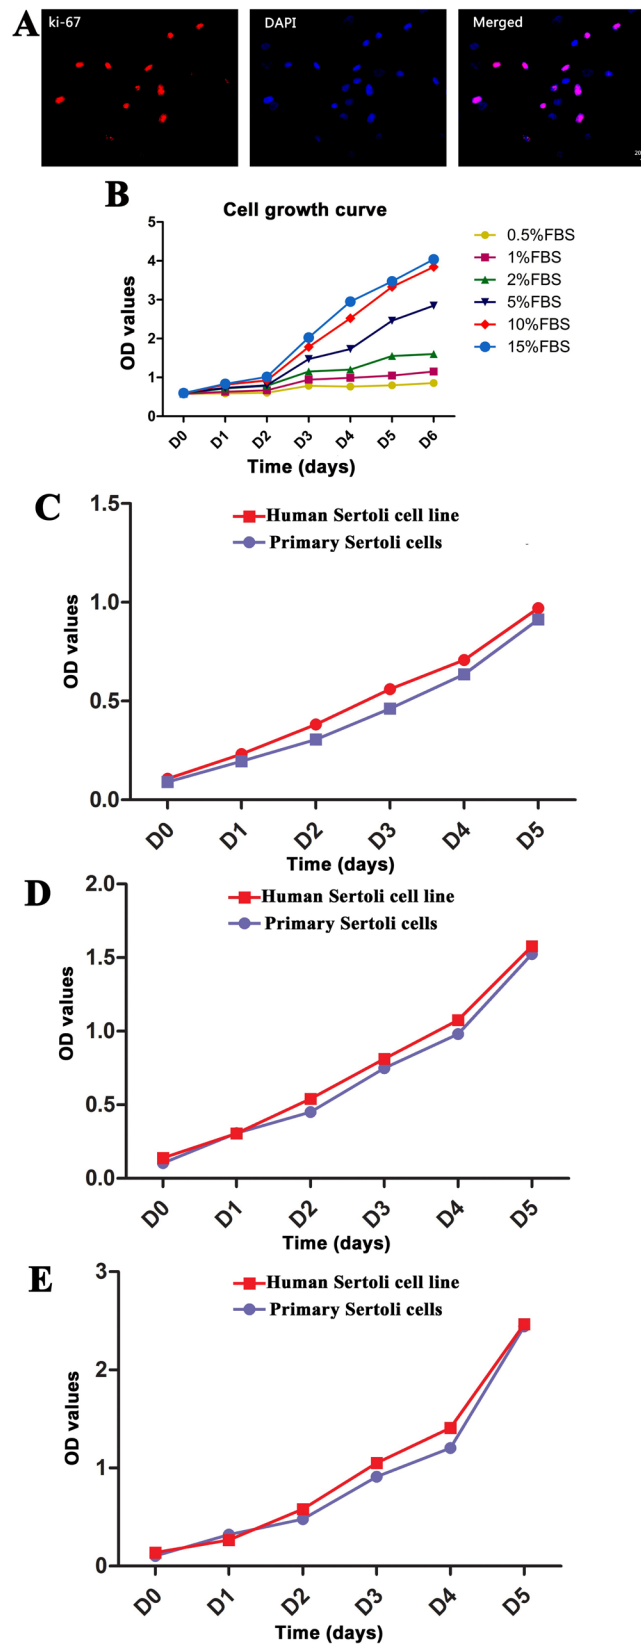 A
ki-67
DAPI
Merged
20
B
Cell growth curve
OD values
5
4
3
2
1
0
D0
D1
D2
D3
D4
D5
D6
Time (days)
0.5%FBS
1%FBS
2%FBS
5%FBS
10%FBS
15%FBS
C
Human Sertoli cell line
Primary Sertoli cells
OD values
1.5
1.0
0.5
0.0
D0
D1
D2
D3
D4
D5
Time (days)
D
Human Sertoli cell line
Primary Sertoli cells
OD values
2.0
1.5
1.0
0.5
0.0
D0
D1
D2
D3
D4
D5
Time (days)
E
Human Sertoli cell line
Primary Sertoli cells
OD values
3
2
1
0
D0
D1
D2
D3
D4
D5
Time (days)